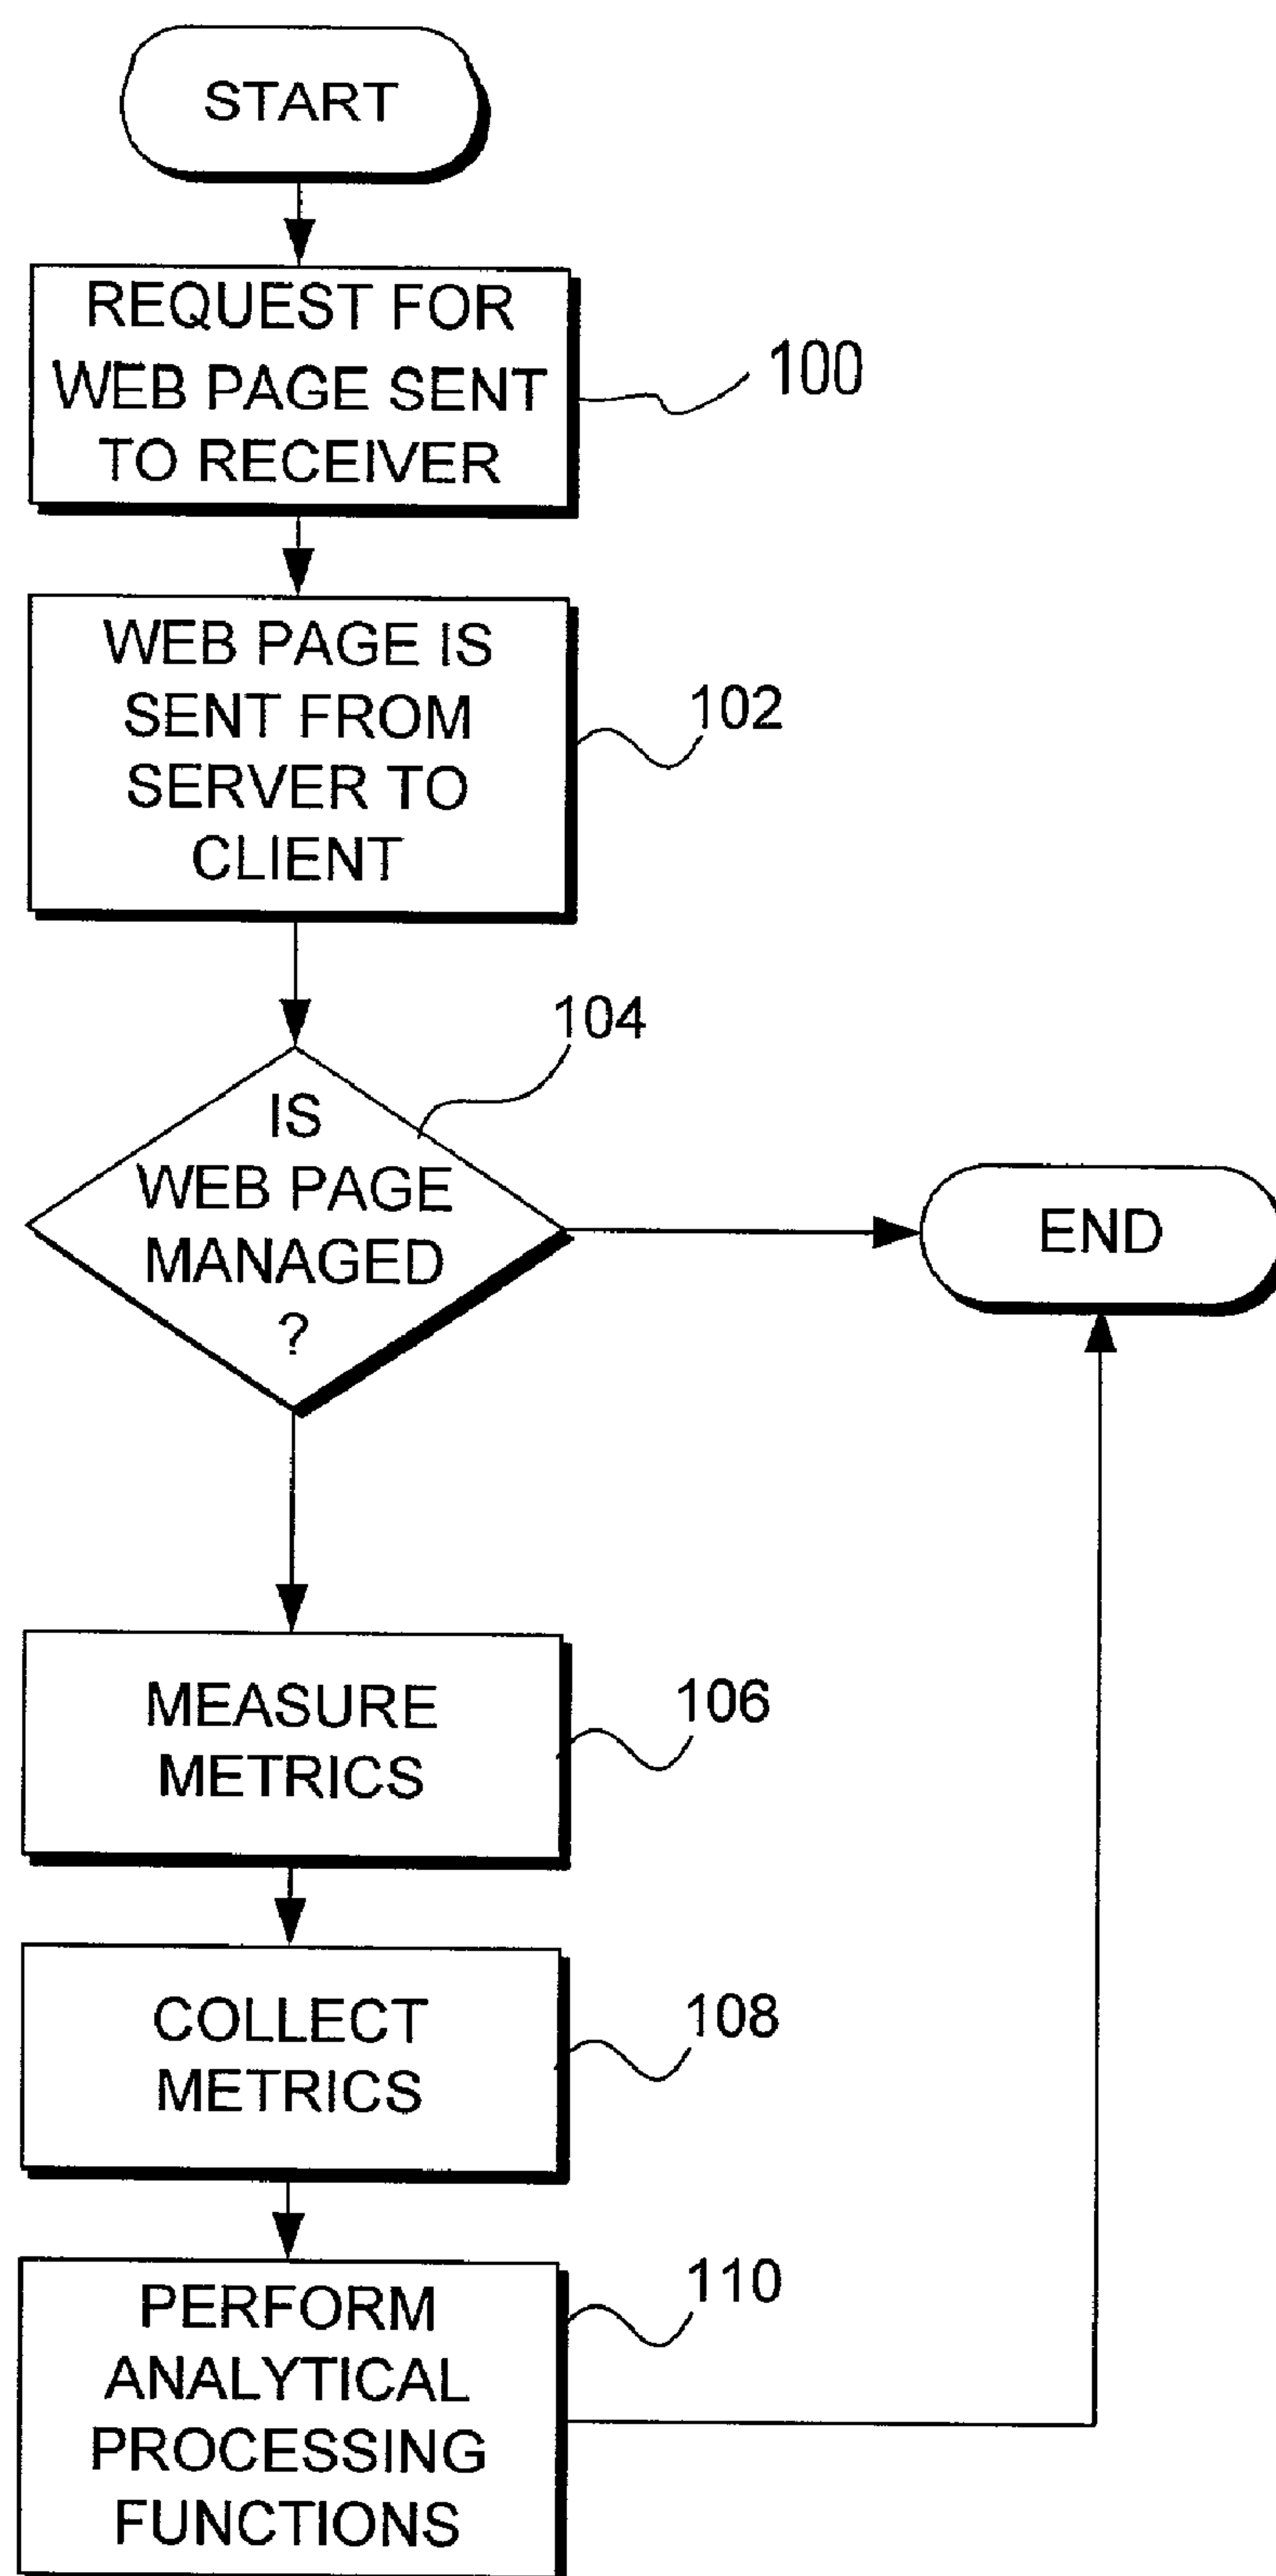 START
REQUEST FOR
WEB PAGE SENT
TO RECEIVER
100
WEB PAGE IS
SENT FROM
SERVER TO
CLIENT
102
104
IS
WEB PAGE
MANAGED
?
END
MEASURE
METRICS
106
COLLECT
METRICS
108
PERFORM
ANALYTICAL
PROCESSING
FUNCTIONS
110